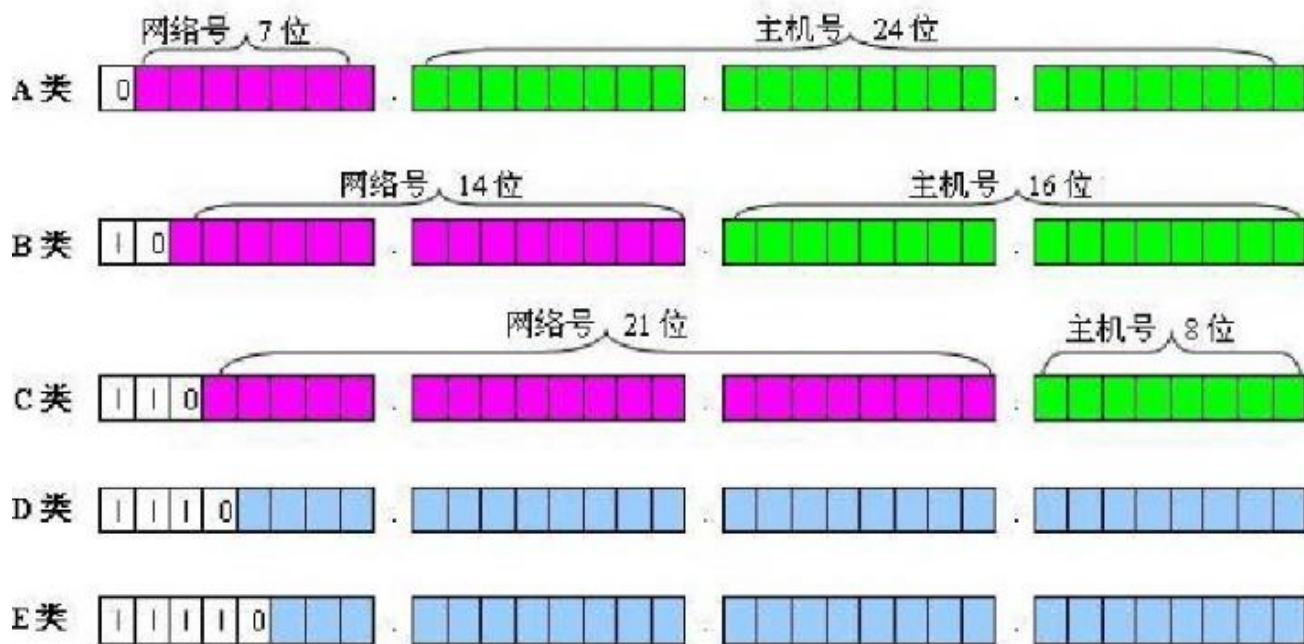 网络号 7 位 主机号 24 位
A 类 0 . . .
网络号 14 位 主机号 16 位
B 类 1 0 . . .
网络号 21 位 主机号 8 位
C 类 1 1 0 . . .
D 类 1 1 1 0 . . .
E 类 1 1 1 1 0 . . .